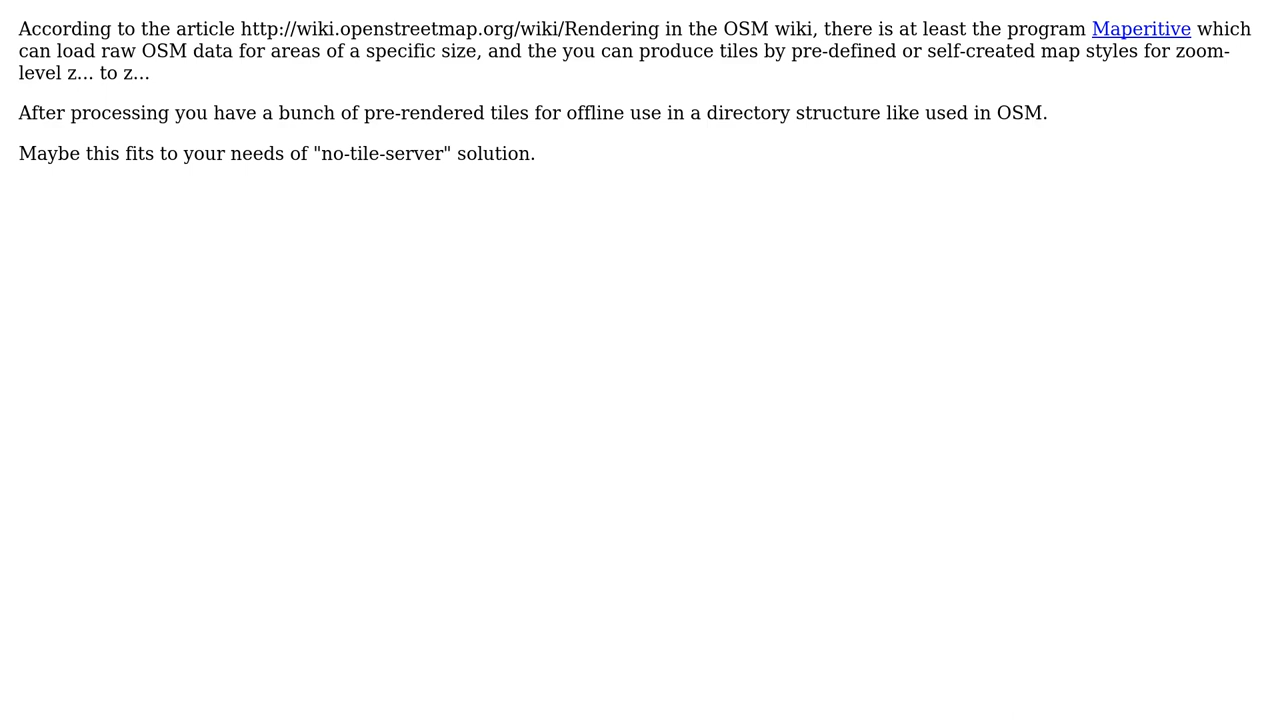 According to the article http://wiki.openstreetmap.org/wiki/Rendering in the OSM wiki, there is at least the program Maperitive which
can load raw OSM data for areas of a specific size, and the you can produce tiles by pre-defined or self-created map styles for zoom-
level z... to z...
After processing you have a bunch of pre-rendered tiles for offline use in a directory structure like used in OSM.
Maybe this fits to your needs of "no-tile-server" solution.